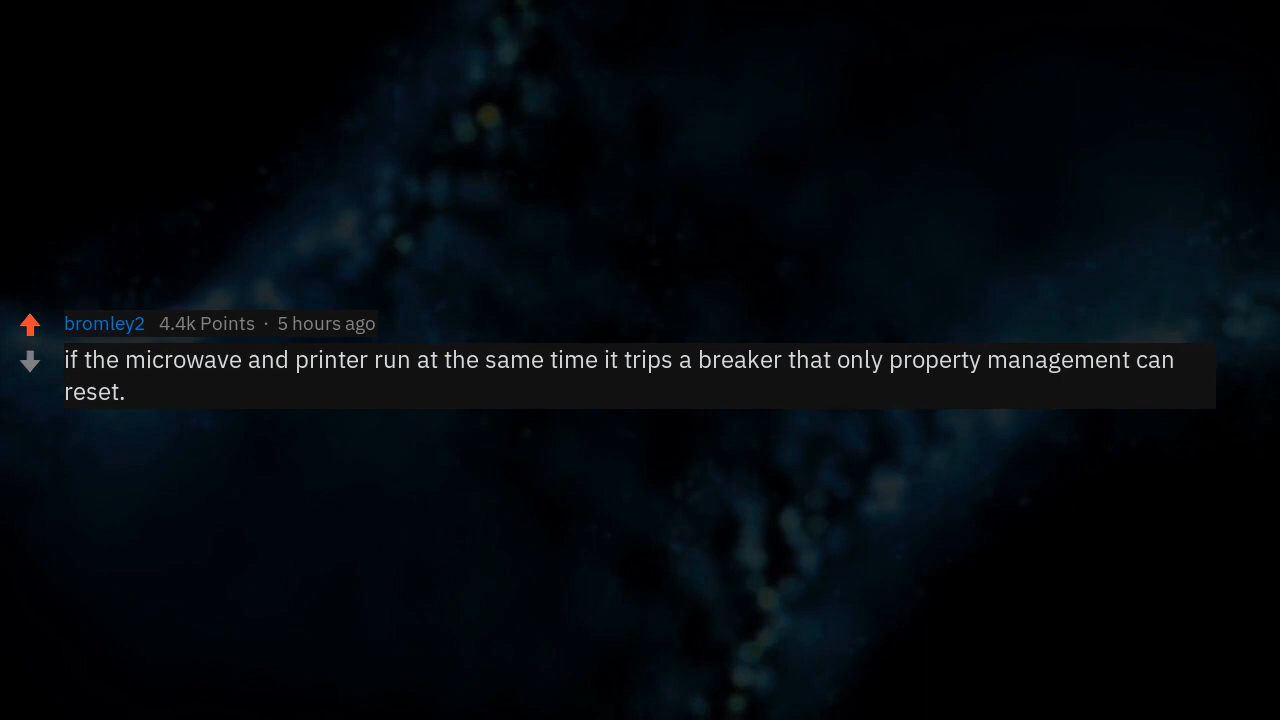 bromley2 4.4k Points · 5 hours ago
if the microwave and printer run at the same time it trips a breaker that only property management can
reset.